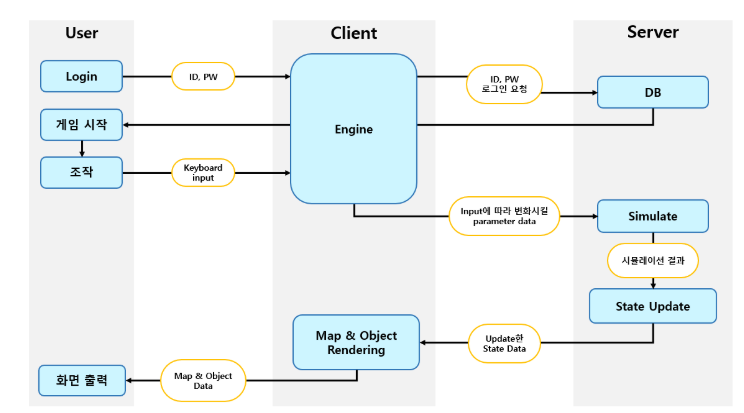 User
Client
Server
Login
ID, PW
ID, PW
로그인 요청
DB
게임 시작
Engine
조작
Keyboard
input
Input에 따라 변화시킬
parameter data
Simulate
시뮬레이션 결과
State Update
Map & Object
Rendering
Update한
State Data
화면 출력
Map & Object
Data